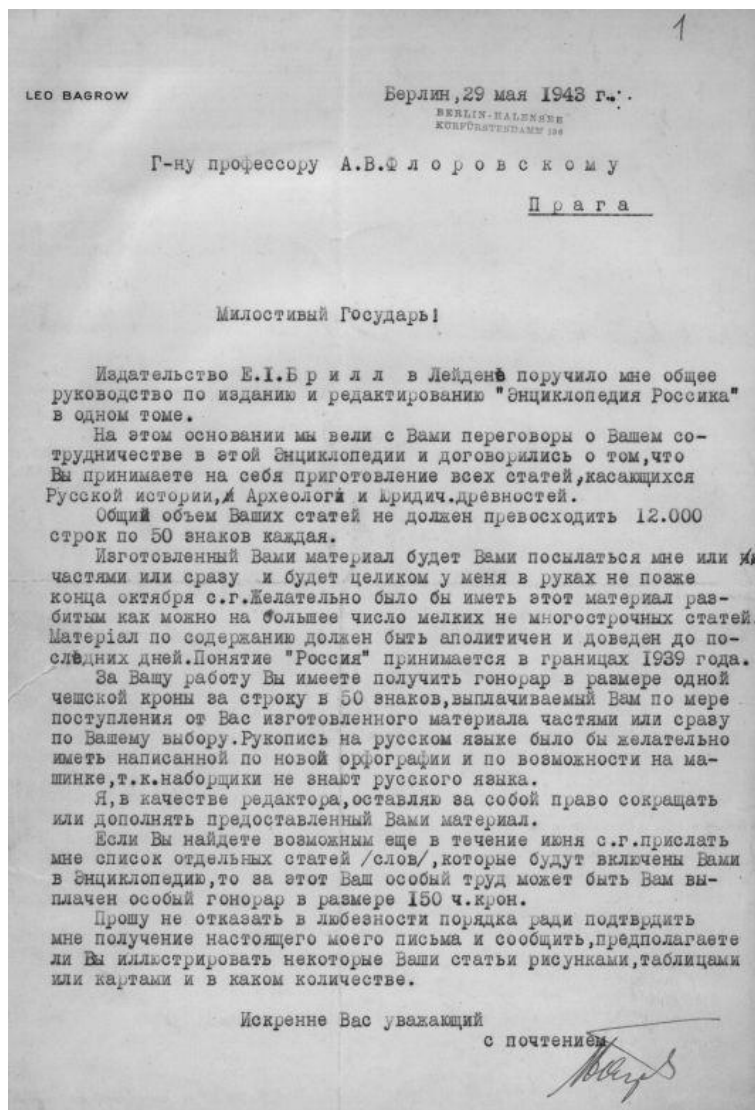 1
LEO BAGROW
Берлин, 29 мая 1943 г.
BERLIN-HALENSEE
KURFÜRSTENDAMM
Г-ну профессору А.В.Ф л о р о в с к о м у
П р а г а
Милостивый Государь!
Издательство Е.I.Б р и л л в Лейдене поручило мне общее
руководство по изданию и редактированию "Энциклопедия Россика"
в одном томе.
На этом основании мы вели с Вами переговоры о Вашем со-
трудничестве в этой Энциклопедии и договорились о том,что
Вы принимаете на себя приготовление всех статей,касающихся
Русской истории, Археологи и Юридич.древностей.
Общий объем Ваших статей не должен превосходить 12.000
строк по 50 знаков каждая.
Изготовленный Вами материал будет Вами посылаться мне или
частями или сразу и будет целиком у меня в руках не позже
конца октября с.г.Желательно было бы иметь этот материал раз-
битым как можно на большее число мелких не многострочных статей.
Матерiал по содержанию должен быть аполитичен и доведен до по-
следних дней.Понятие "Россия" принимается в границах 1939 года.
За Вашу работу Вы имеете получить гонорар в размере одной
чешской кроны за строку в 50 знаков,выплачиваемый Вам по мере
поступления от Вас изготовленного материала частями или сразу
по Вашему выбору.Рукопись на русском языке было бы желательно
иметь написанной по новой орфографии и по возможности на ма-
шинке,т.к.наборщики не знают русского языка.
Я,в качестве редактора,оставляю за собой право сокращать
или дополнять предоставленный Вами материал.
Если Вы найдете возможным еще в течение июня с.г.прислать
мне список отдельных статей /слов/,которые будут включены Вами
в Энциклопедию,то за этот Ваш особый труд может быть Вам вы-
плачен особый гонорар в размере 150 ч.крон.
Прошу не отказать в любезности порядка ради подтврдить
мне получение настоящего моего письма и сообщить,предполагаете
ли Вы иллюстрировать некоторые Ваши статьи рисунками,таблицами
или картами и в каком количестве.
Искренне Вас уважающий
с почтением